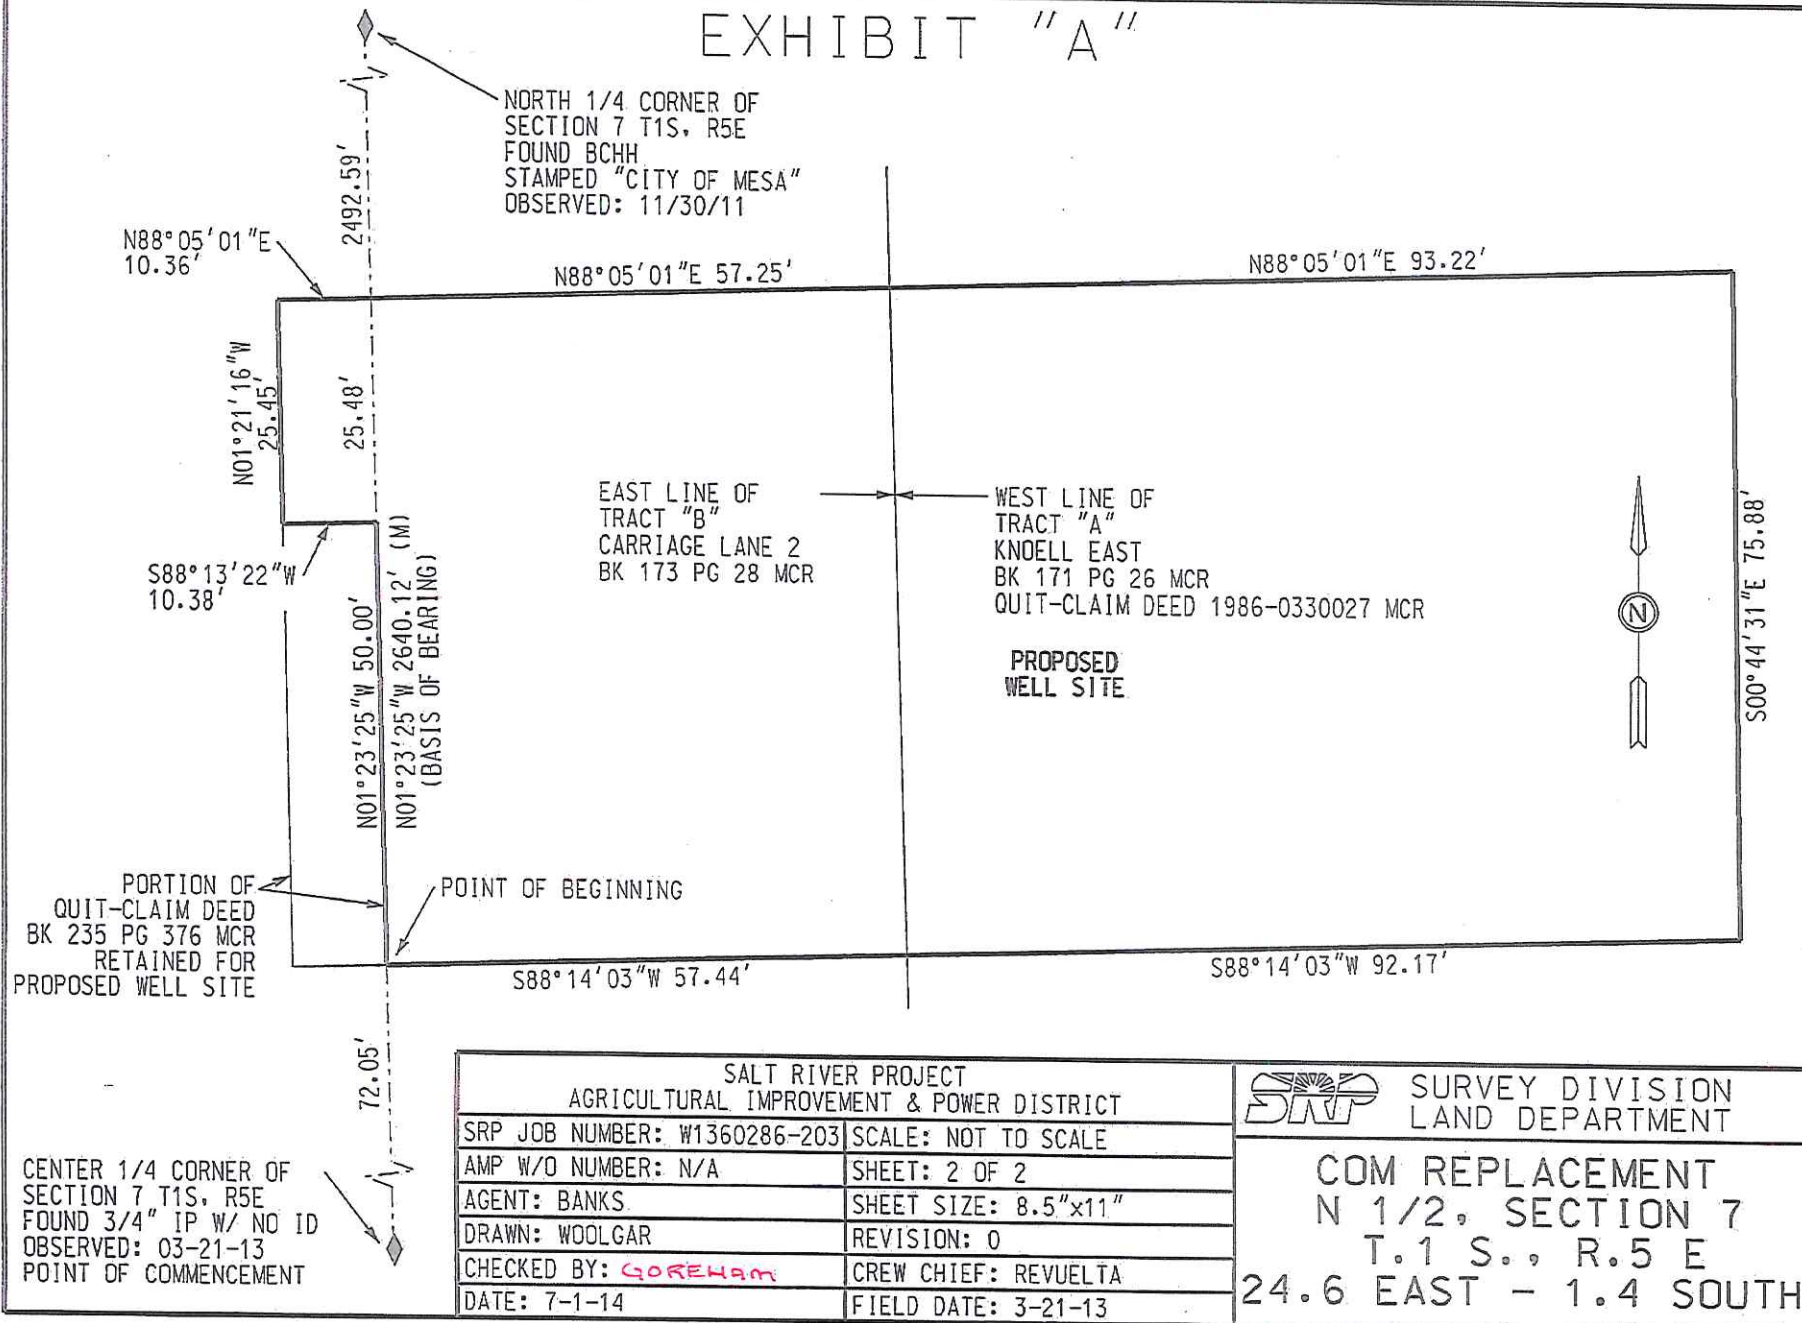 EXHIBIT "A"
NORTH 1/4 CORNER OF
SECTION 7 T1S, R5E
FOUND BCHH
STAMPED "CITY OF MESA"
OBSERVED: 11/30/11
2492.59'
N88°05'01"E
10.36'
N88°05'01"E 57.25'
N88°05'01"E 93.22'
N01°21'16"W
25.45'
25.48'
S88°13'22"W
10.38'
EAST LINE OF
TRACT "B"
CARRIAGE LANE 2
BK 173 PG 28 MCR
WEST LINE OF
TRACT "A"
KNOELL EAST
BK 171 PG 26 MCR
QUIT-CLAIM DEED 1986-0330027 MCR
PROPOSED
WELL SITE
N
S00°44'31"E 75.88'
N01°23'25"W 50.00'
N01°23'25"W 2640.12' (M)
(BASIS OF BEARING)
PORTION OF
QUIT-CLAIM DEED
BK 235 PG 376 MCR
RETAINED FOR
PROPOSED WELL SITE
POINT OF BEGINNING
S88°14'03"W 57.44'
S88°14'03"W 92.17'
72.05'
CENTER 1/4 CORNER OF
SECTION 7 T1S, R5E
FOUND 3/4" IP W/ NO ID
OBSERVED: 03-21-13
POINT OF COMMENCEMENT
SALT RIVER PROJECT
AGRICULTURAL IMPROVEMENT & POWER DISTRICT
SRP JOB NUMBER: W1360286-203 SCALE: NOT TO SCALE
AMP W/O NUMBER: N/A SHEET: 2 OF 2
AGENT: BANKS SHEET SIZE: 8.5"x11"
DRAWN: WOOLGAR REVISION: 0
CHECKED BY: GOREHAM CREW CHIEF: REVUELTA
DATE: 7-1-14 FIELD DATE: 3-21-13
SRP SURVEY DIVISION
LAND DEPARTMENT
COM REPLACEMENT
N 1/2, SECTION 7
T.1 S., R.5 E
24.6 EAST - 1.4 SOUTH